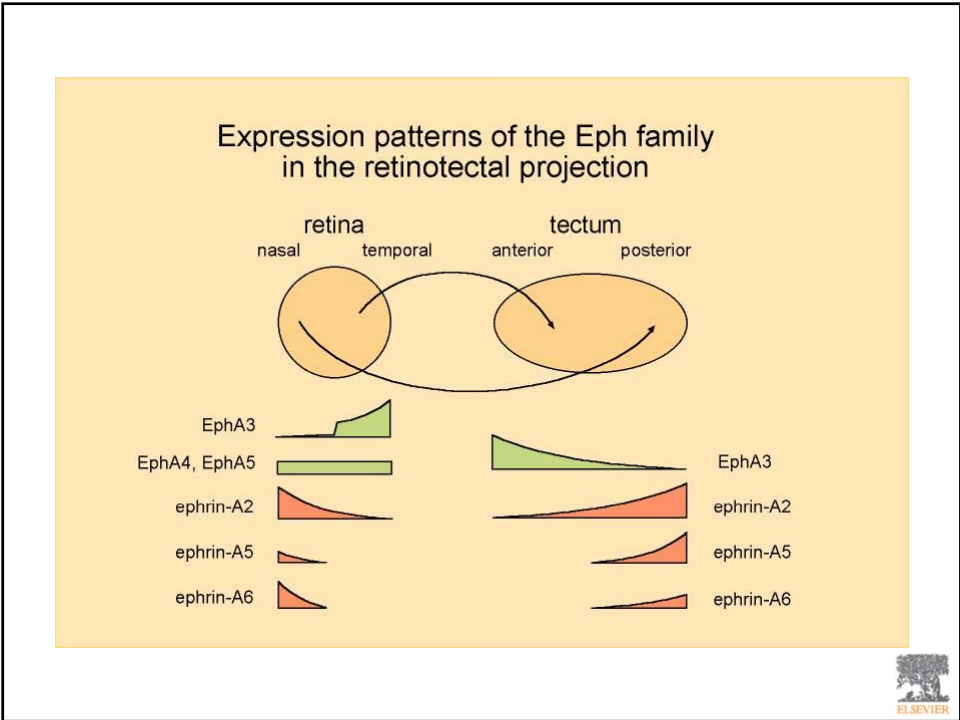 Expression patterns of the Eph family
in the retinotectal projection
retina
tectum
nasal
temporal
anterior
posterior
EphA3
EphA4, EphA5
EphA3
ephrin-A2
ephrin-A2
ephrin-A5
ephrin-A5
ephrin-A6
ephrin-A6
ELSEVIER